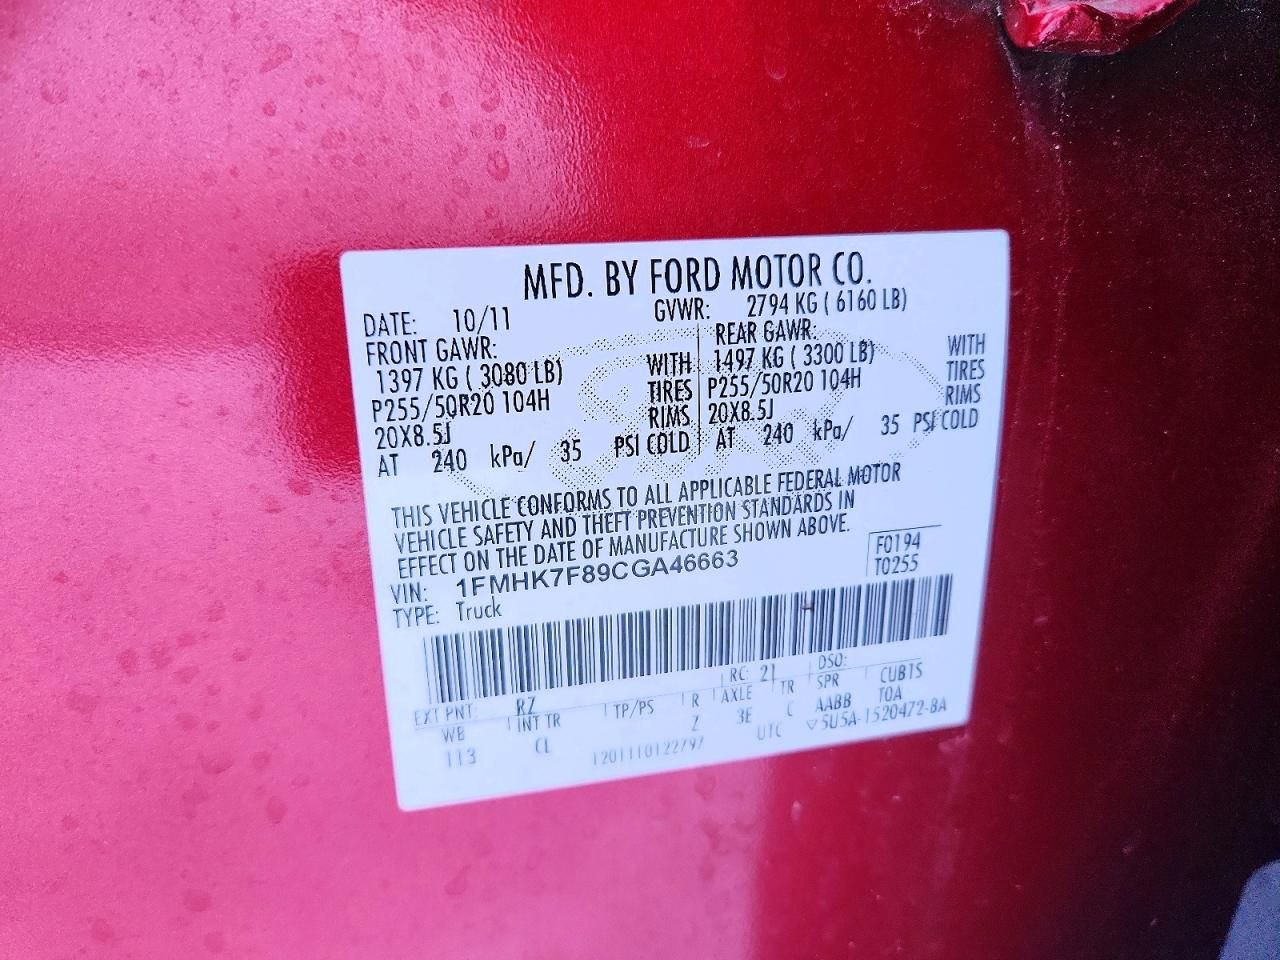 MFD. BY FORD MOTOR CO.
DATE: 10/11 GVWR: 2794 KG ( 6160 LB)
FRONT GAWR: REAR GAWR:
1397 KG ( 3080 LB) WITH 1497 KG ( 3300 LB) WITH
P255/50R20 104H TIRES P255/50R20 104H TIRES
20X8.5J RIMS 20X8.5J RIMS
AT 240 kPa/ 35 PSI COLD AT 240 kPa/ 35 PSI COLD
THIS VEHICLE CONFORMS TO ALL APPLICABLE FEDERAL MOTOR
VEHICLE SAFETY AND THEFT PREVENTION STANDARDS IN
EFFECT ON THE DATE OF MANUFACTURE SHOWN ABOVE.
VIN: 1FMHK7F89CGA46663 F0194
TYPE: Truck T0255
EXT PNT: RZ RC: 21 DSO:
WB INT TR TP/PS R AXLE TR SPR CUBTS
113 CL Z 3E C AABB TOA
1201110122797 UTC ▽5U5A-1520472-BA